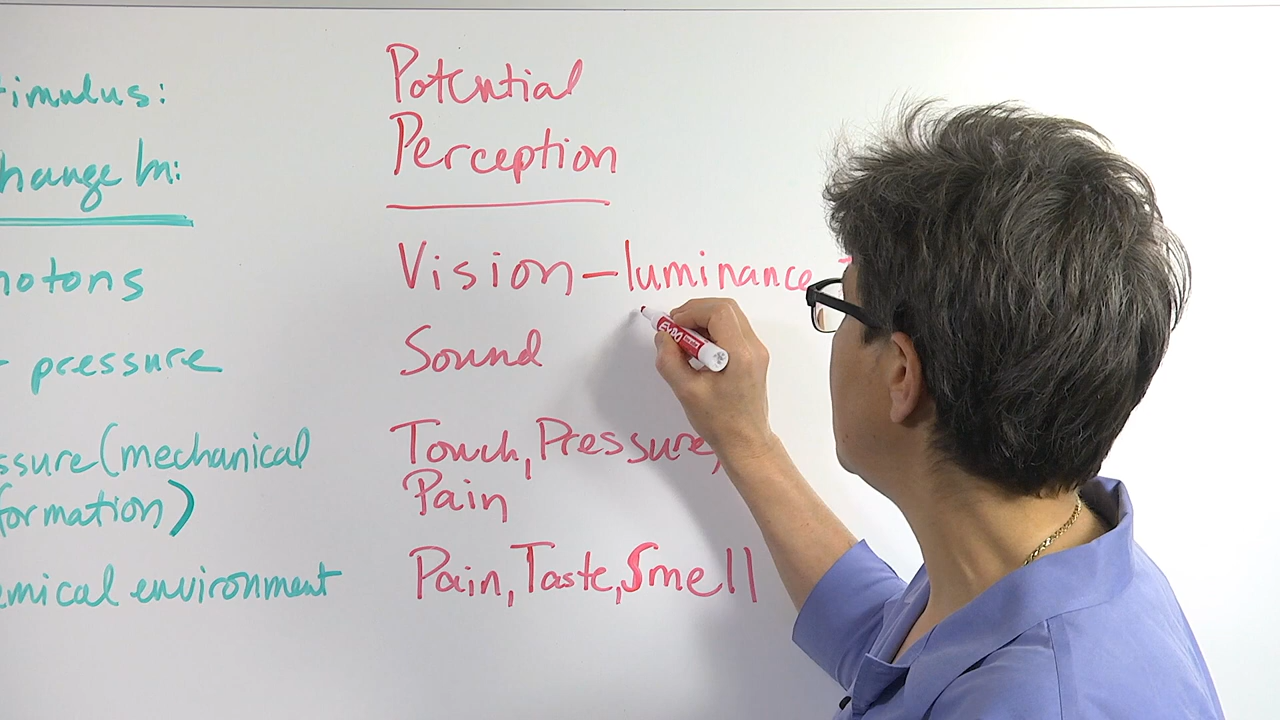 timulus:
Potential
hange In:
Perception
hotons
Vision – luminance
pressure
Sound
ssure (mechanical
Touch, Pressure,
formation)
Pain
emical environment
Pain, Taste, Smell
EXPO